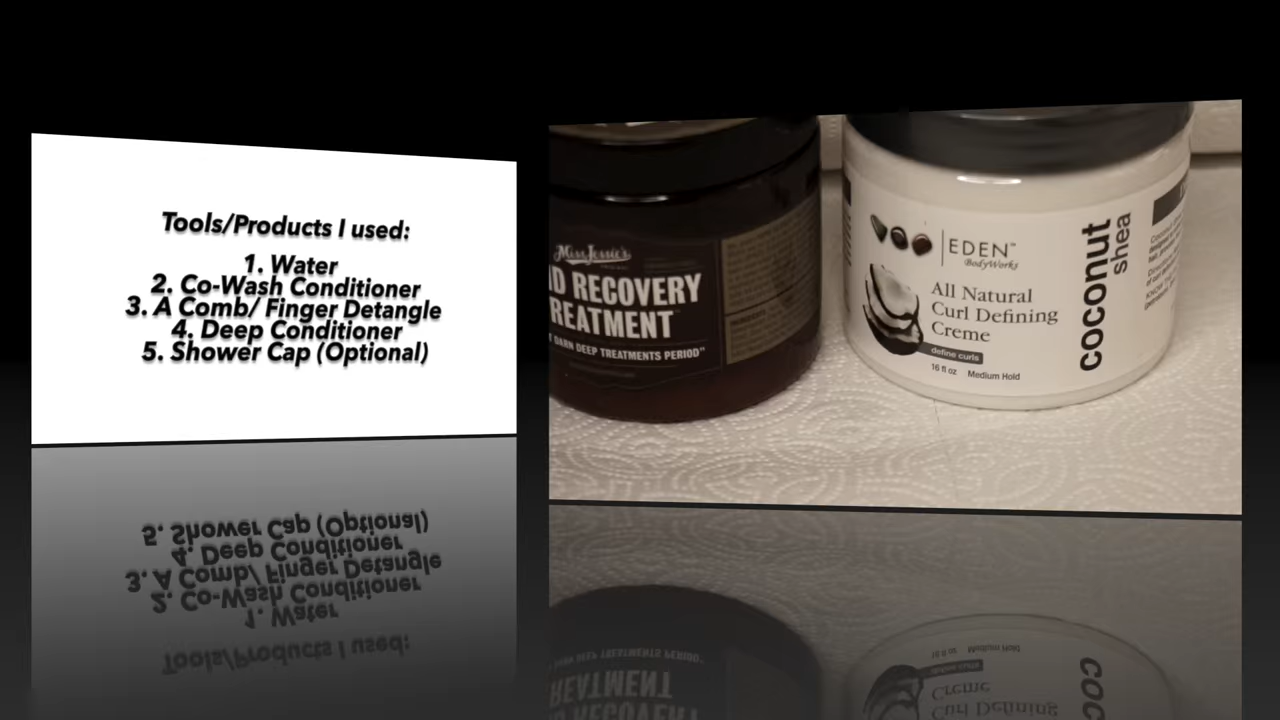 Tools/Products I used:
1. Water
2. Co-Wash Conditioner
3. A Comb/ Finger Detangle
4. Deep Conditioner
5. Shower Cap (Optional)
Miss Jessie's
RECOVERY
TREATMENT
DARN DEEP TREATMENTS PERIOD"
EDEN™
BodyWorks
All Natural
Curl Defining
Creme
define curls
16 fl oz Medium Hold
coconut
shea